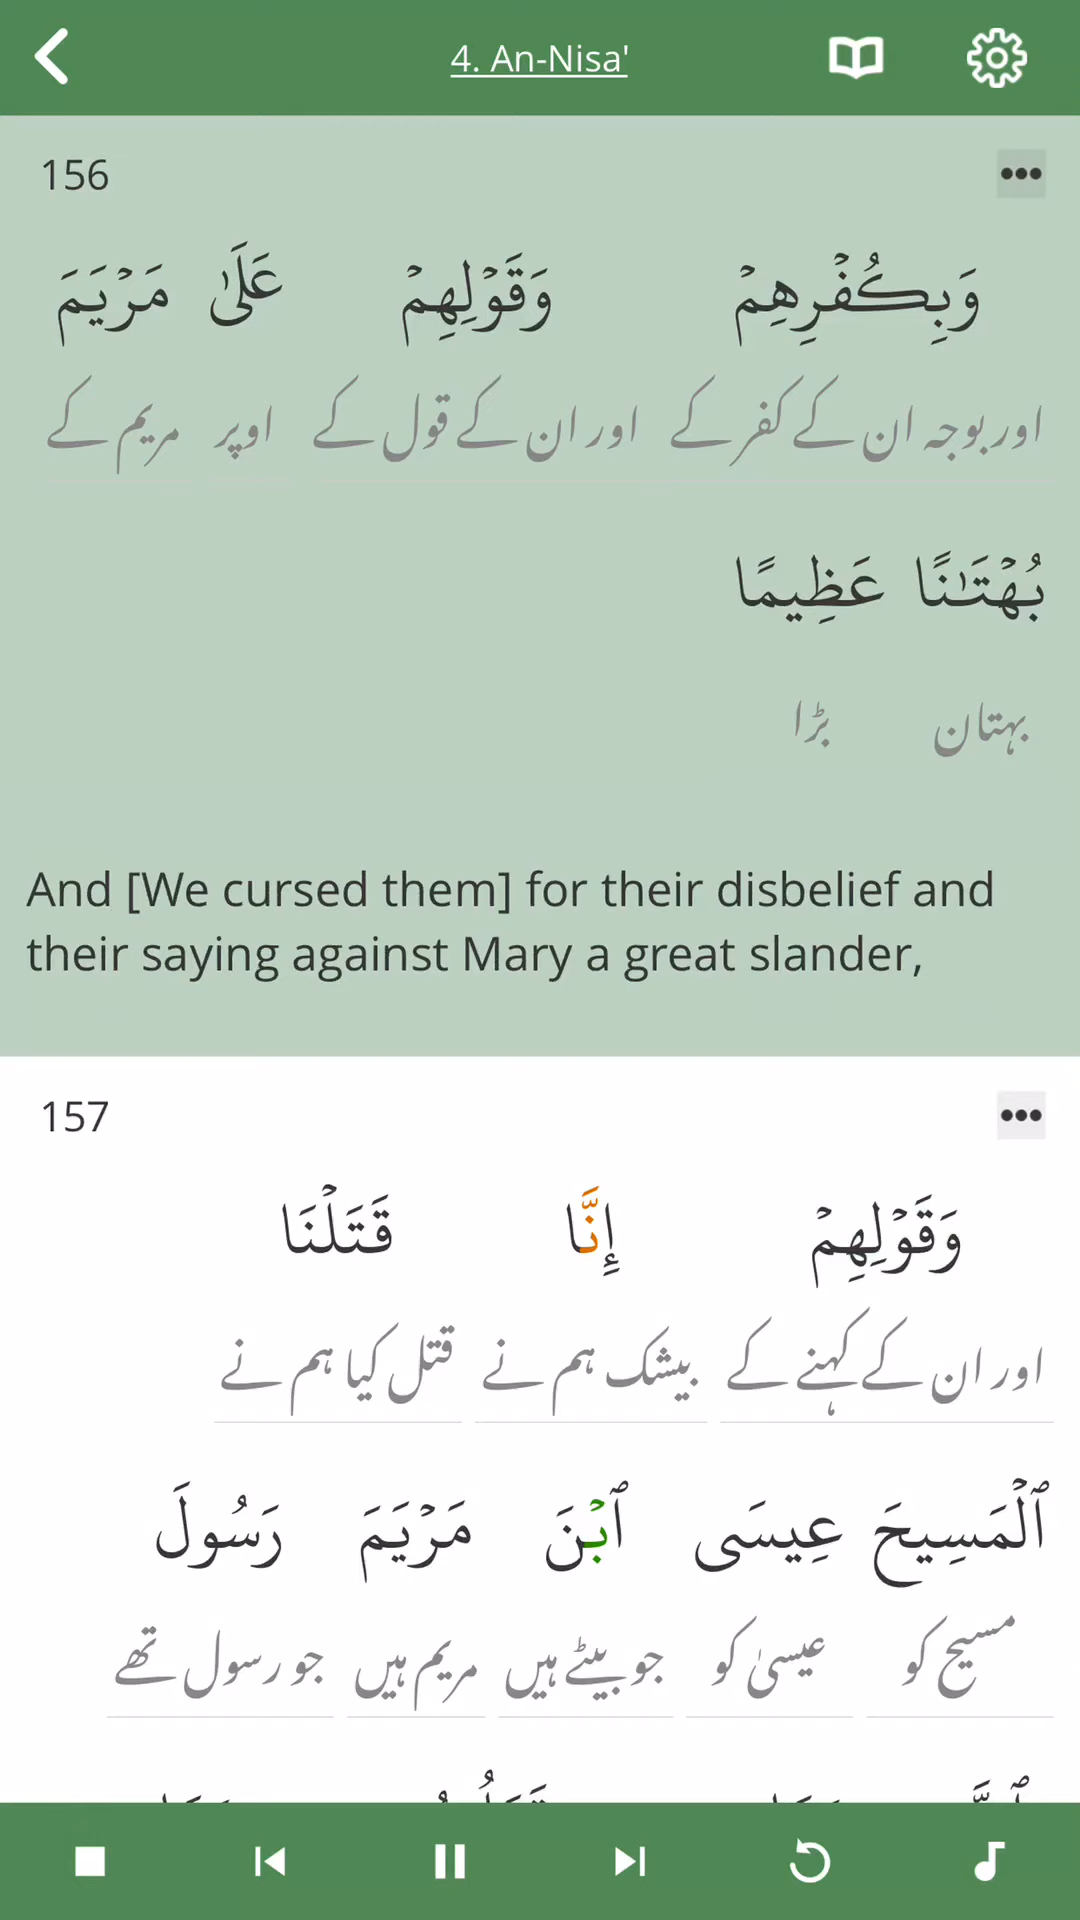 4. An-Nisa'
156
وَبِكُفۡرِهِمۡ وَقَوۡلِهِمۡ عَلَىٰ مَرۡيَمَ
اور بوجہ ان کے کفر کے اور ان کے قول کے اوپر مریم کے
بُهۡتَٰنًا عَظِيمٗا
بہتان بڑا
And [We cursed them] for their disbelief and
their saying against Mary a great slander,
157
وَقَوۡلِهِمۡ إِنَّا قَتَلۡنَا
اور ان کے کہنے کے بیشک ہم نے قتل کیا ہم نے
ٱلۡمَسِيحَ عِيسَى ٱبۡنَ مَرۡيَمَ رَسُولَ
مسیح کو عیسیٰ کو جو بیٹے ہیں مریم ہیں جو رسول تھے